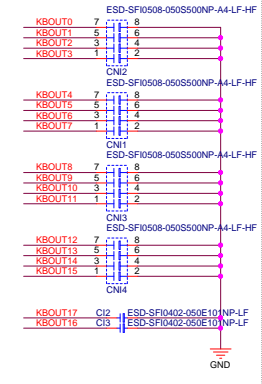 ESD-SFI0508-050S500NP-A4-LF-HF
KBOUT0 7 8
KBOUT1 5 6
KBOUT2 3 4
KBOUT3 1 2
CNI2
ESD-SFI0508-050S500NP-A4-LF-HF
KBOUT4 7 8
KBOUT5 5 6
KBOUT6 3 4
KBOUT7 1 2
CNI1
ESD-SFI0508-050S500NP-A4-LF-HF
KBOUT8 7 8
KBOUT9 5 6
KBOUT10 3 4
KBOUT11 1 2
CNI3
ESD-SFI0508-050S500NP-A4-LF-HF
KBOUT12 7 8
KBOUT13 5 6
KBOUT14 3 4
KBOUT15 1 2
CNI4
KBOUT17 CI2 ESD-SFI0402-050E101NP-LF
KBOUT16 CI3 ESD-SFI0402-050E101NP-LF
GND